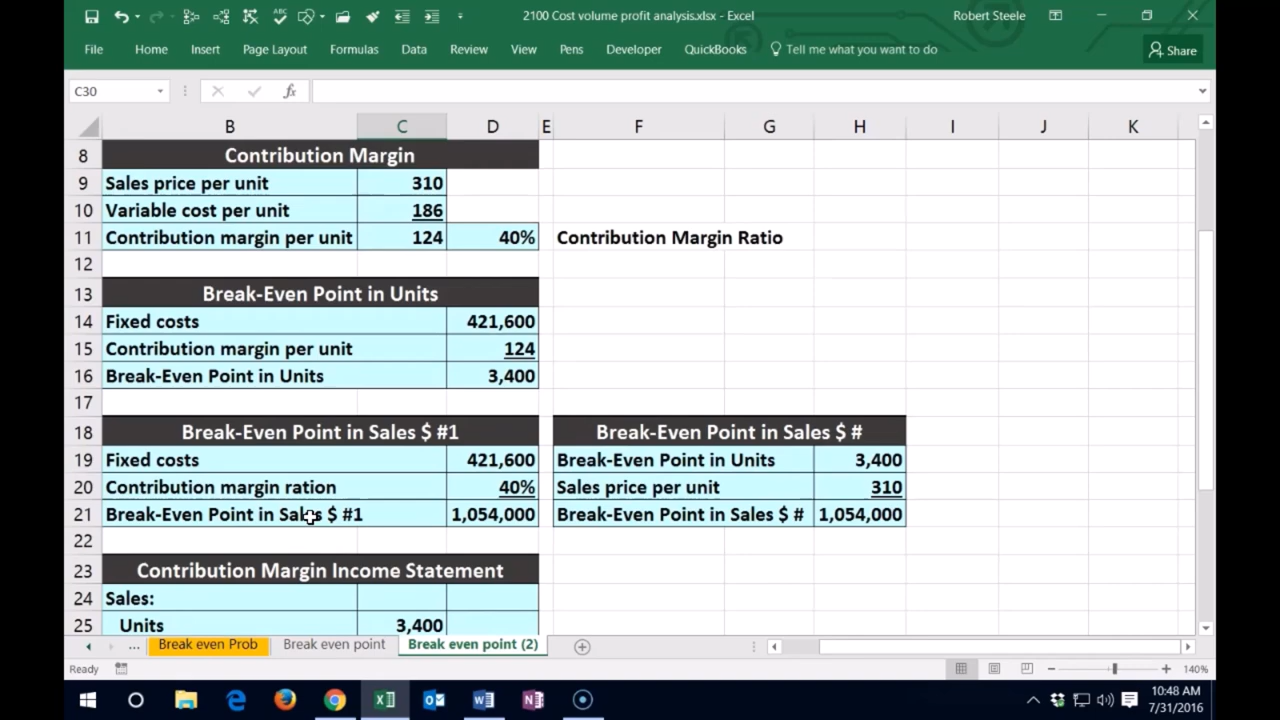 2100 Cost volume profit analysis.xlsx - Excel
Robert Steele
File Home Insert Page Layout Formulas Data Review View Pens Developer QuickBooks Tell me what you want to do Share
C30 fx
B C D E F G H I J K
8 Contribution Margin
9 Sales price per unit 310
10 Variable cost per unit 186
11 Contribution margin per unit 124 40% Contribution Margin Ratio
12
13 Break-Even Point in Units
14 Fixed costs 421,600
15 Contribution margin per unit 124
16 Break-Even Point in Units 3,400
17
18 Break-Even Point in Sales $ #1 Break-Even Point in Sales $ #
19 Fixed costs 421,600 Break-Even Point in Units 3,400
20 Contribution margin ration 40% Sales price per unit 310
21 Break-Even Point in Sales $ #1 1,054,000 Break-Even Point in Sales $ # 1,054,000
22
23 Contribution Margin Income Statement
24 Sales:
25 Units 3,400
... Break even Prob Break even point Break even point (2)
Ready 140%
10:48 AM
7/31/2016